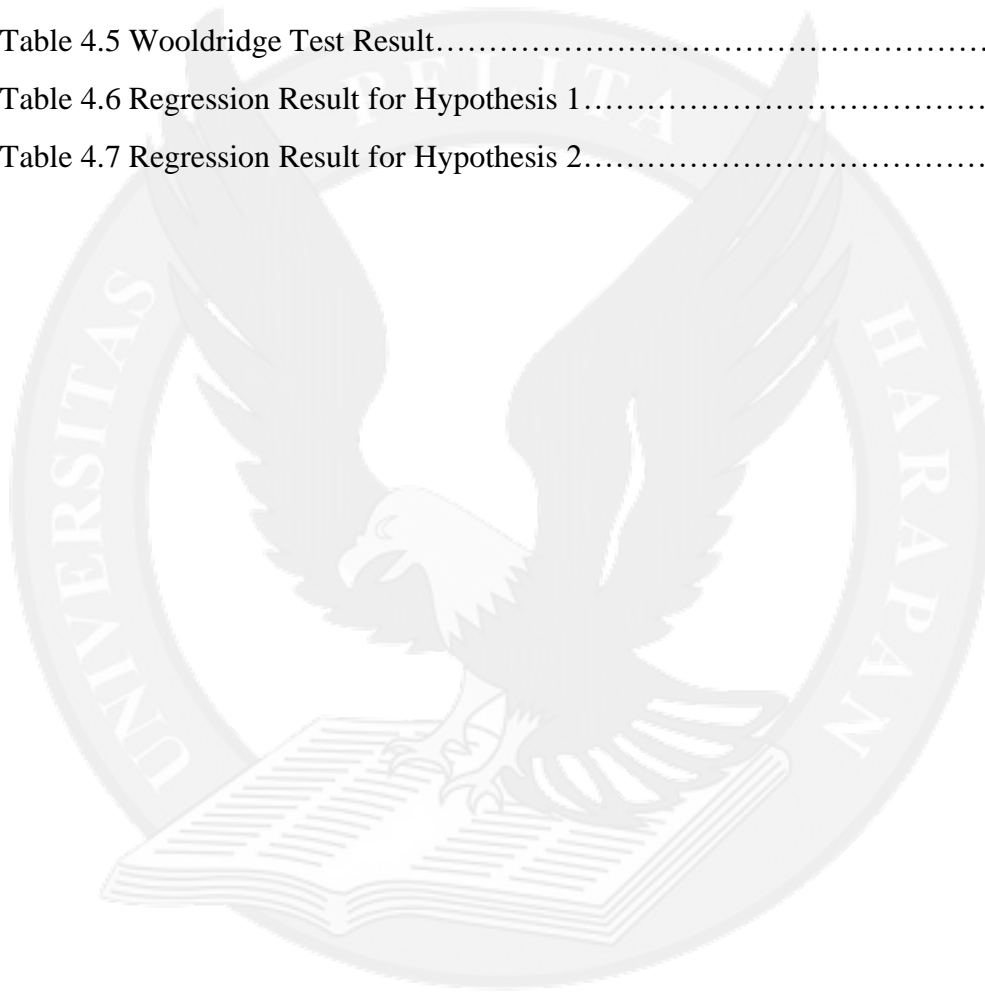 Table 4.5 Wooldridge Test Result……………………………………………….
Table 4.6 Regression Result for Hypothesis 1…………………………………
Table 4.7 Regression Result for Hypothesis 2…………………………………
UNIVERSITAS PELITA HARAPAN